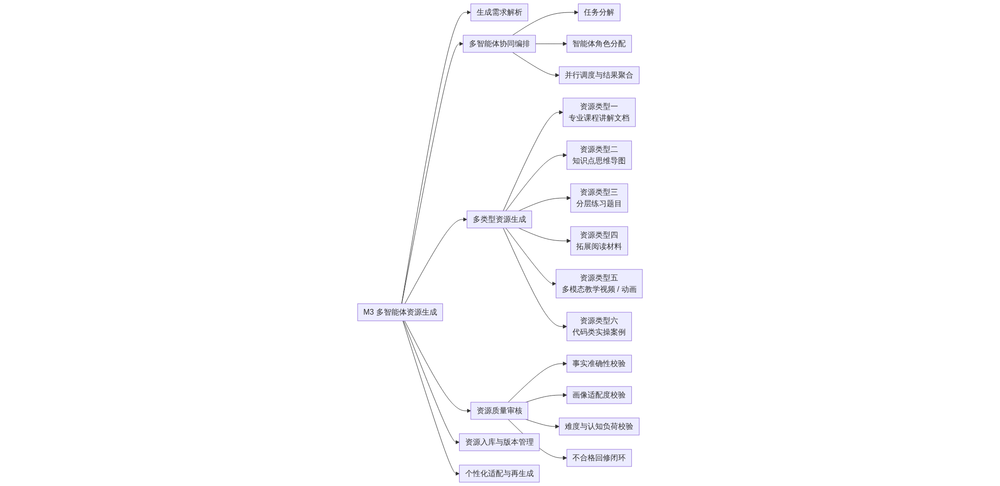 生成需求解析
任务分解
多智能体协同编排
智能体角色分配
并行调度与结果聚合
资源类型一
专业课程讲解文档
资源类型二
知识点思维导图
资源类型三
分层练习题目
多类型资源生成
资源类型四
拓展阅读材料
资源类型五
多模态教学视频 / 动画
M3 多智能体资源生成
资源类型六
代码类实操案例
事实准确性校验
画像适配度校验
资源质量审核
难度与认知负荷校验
资源入库与版本管理
不合格回修闭环
个性化适配与再生成